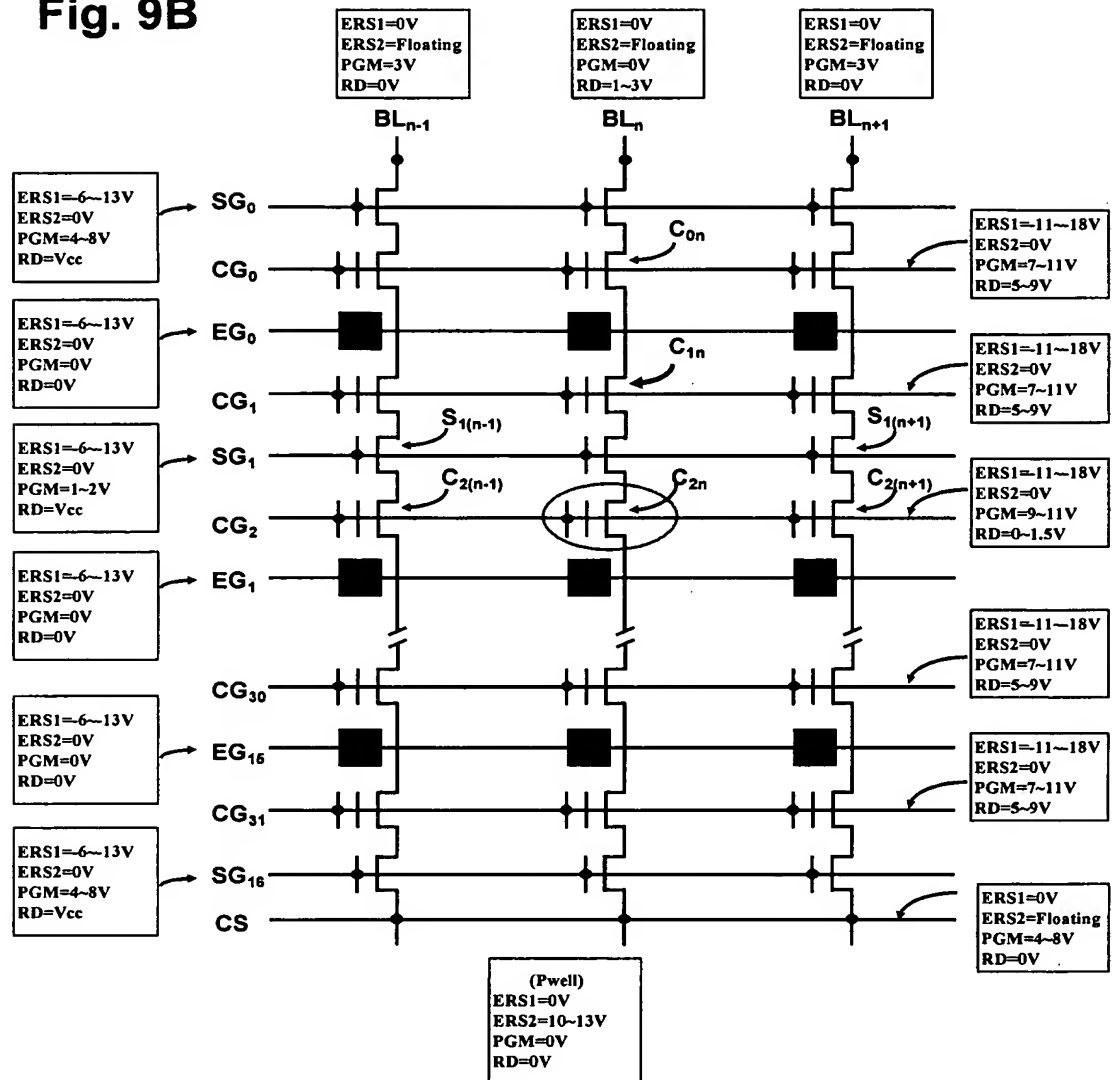 Fig. 9B
ERS1=0V
ERS2=Floating
PGM=3V
RD=0V
BLn-1
ERS1=0V
ERS2=Floating
PGM=0V
RD=1~3V
BLn
ERS1=0V
ERS2=Floating
PGM=3V
RD=0V
BLn+1
ERS1=-6~-13V
ERS2=0V
PGM=4~8V
RD=Vcc
SG0
C0n
CG0
ERS1=-11~-18V
ERS2=0V
PGM=7~11V
RD=5~9V
ERS1=-6~-13V
ERS2=0V
PGM=0V
RD=0V
EG0
C1n
CG1
ERS1=-11~-18V
ERS2=0V
PGM=7~11V
RD=5~9V
ERS1=-6~-13V
ERS2=0V
PGM=1~2V
RD=Vcc
S1(n-1)
S1(n+1)
SG1
C2(n-1)
C2n
C2(n+1)
CG2
ERS1=-11~-18V
ERS2=0V
PGM=9~11V
RD=0~1.5V
ERS1=-6~-13V
ERS2=0V
PGM=0V
RD=0V
EG1
CG30
ERS1=-11~-18V
ERS2=0V
PGM=7~11V
RD=5~9V
ERS1=-6~-13V
ERS2=0V
PGM=0V
RD=0V
EG15
CG31
ERS1=-11~-18V
ERS2=0V
PGM=7~11V
RD=5~9V
ERS1=-6~-13V
ERS2=0V
PGM=4~8V
RD=Vcc
SG16
CS
ERS1=0V
ERS2=Floating
PGM=4~8V
RD=0V
(Pwell)
ERS1=0V
ERS2=10~13V
PGM=0V
RD=0V